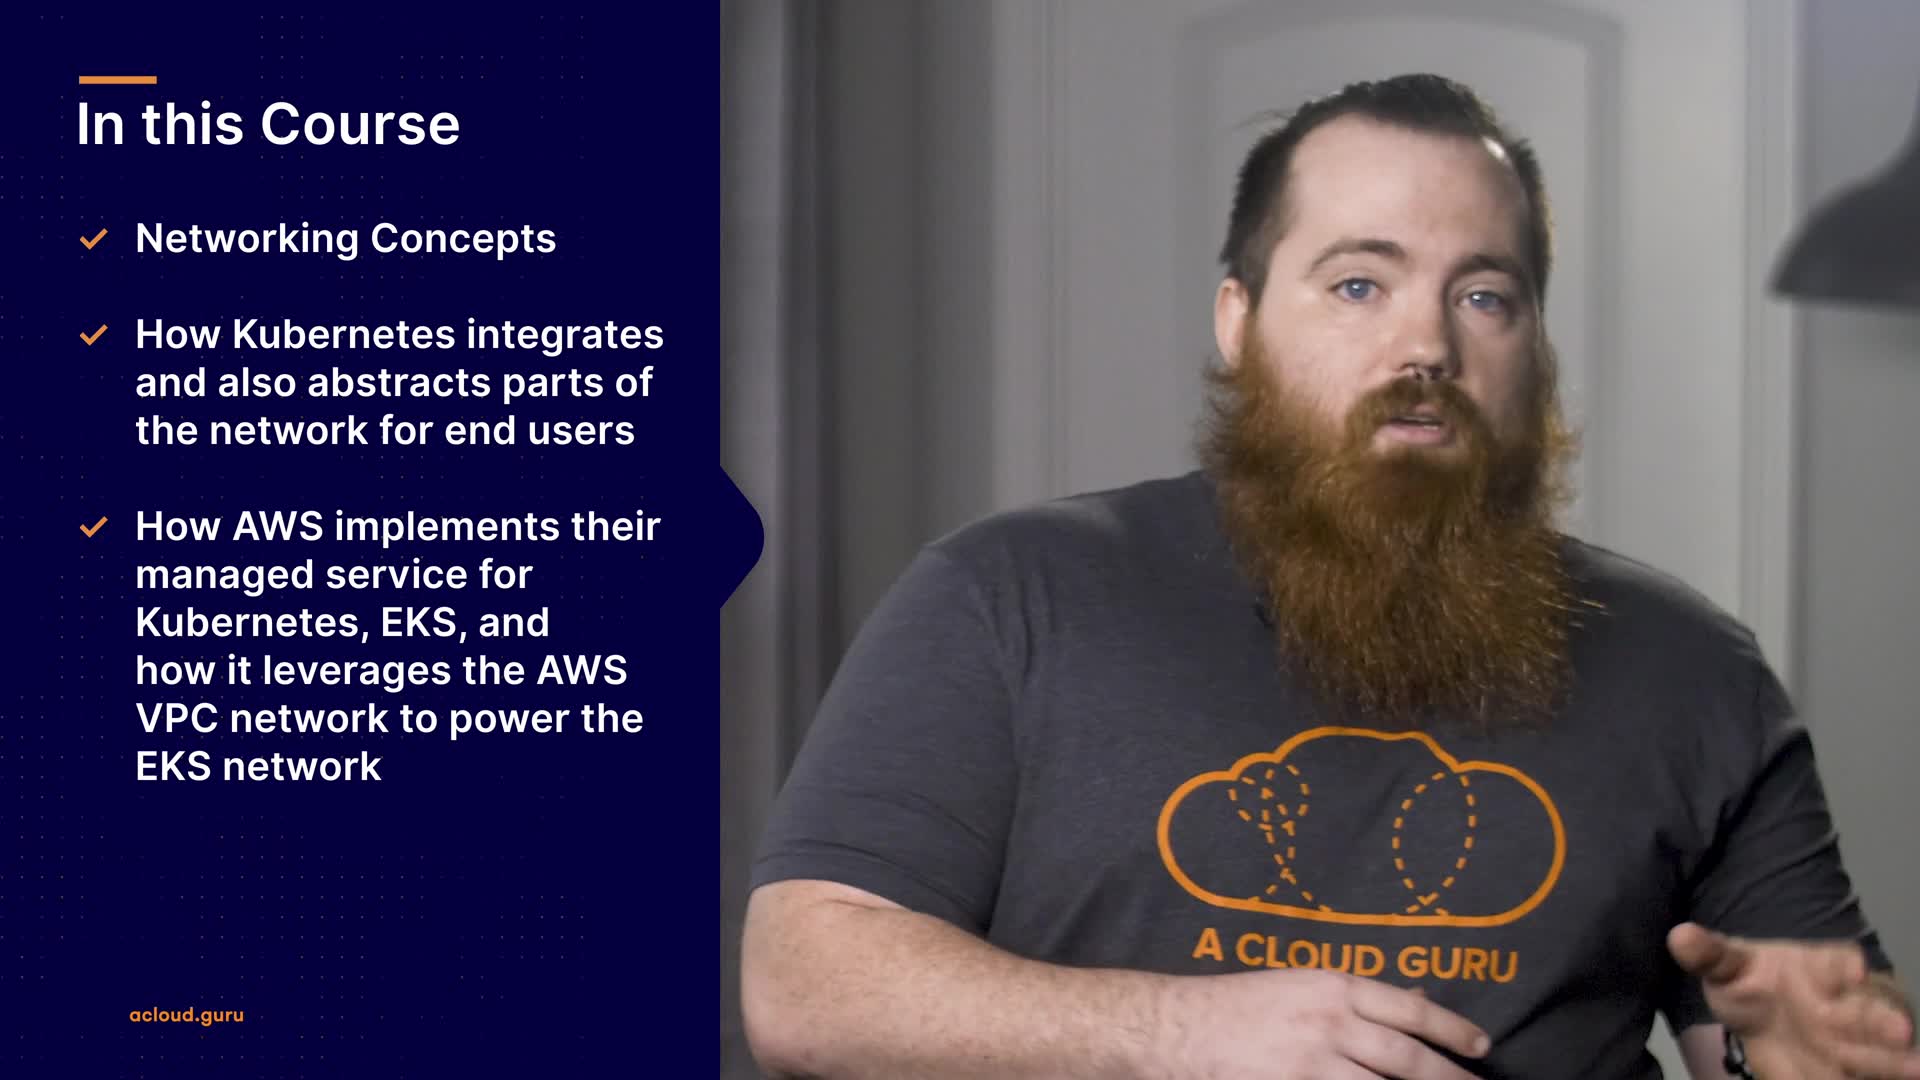 In this Course
Networking Concepts
How Kubernetes integrates
and also abstracts parts of
the network for end users
How AWS implements their
managed service for
Kubernetes, EKS, and
how it leverages the AWS
VPC network to power the
EKS network
acloud.guru
A CLOUD GURU